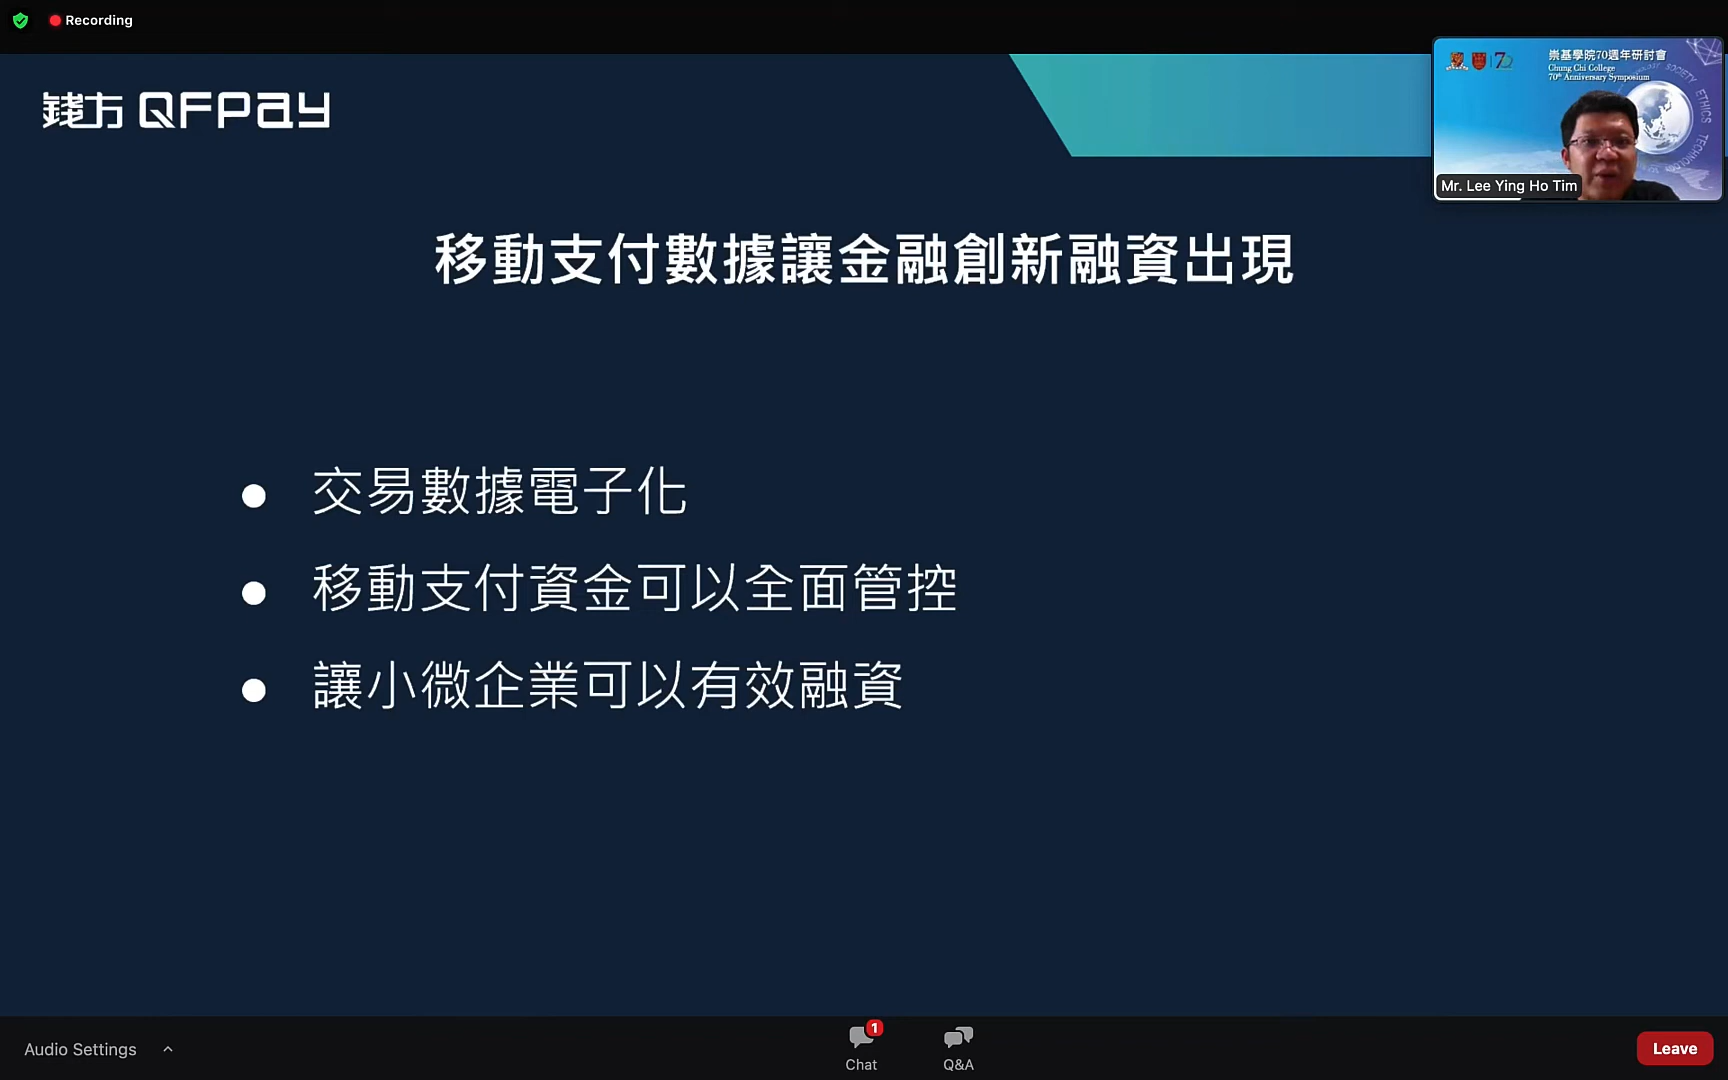 Recording
錢方 QFPay
崇基學院70週年研討會
Chung Chi College
70th Anniversary Symposium
SOCIETY
ETHICS
TECHNOLOGY
Mr. Lee Ying Ho Tim
移動支付數據讓金融創新融資出現
● 交易數據電子化
● 移動支付資金可以全面管控
● 讓小微企業可以有效融資
Audio Settings
1
Chat
Q&A
Leave